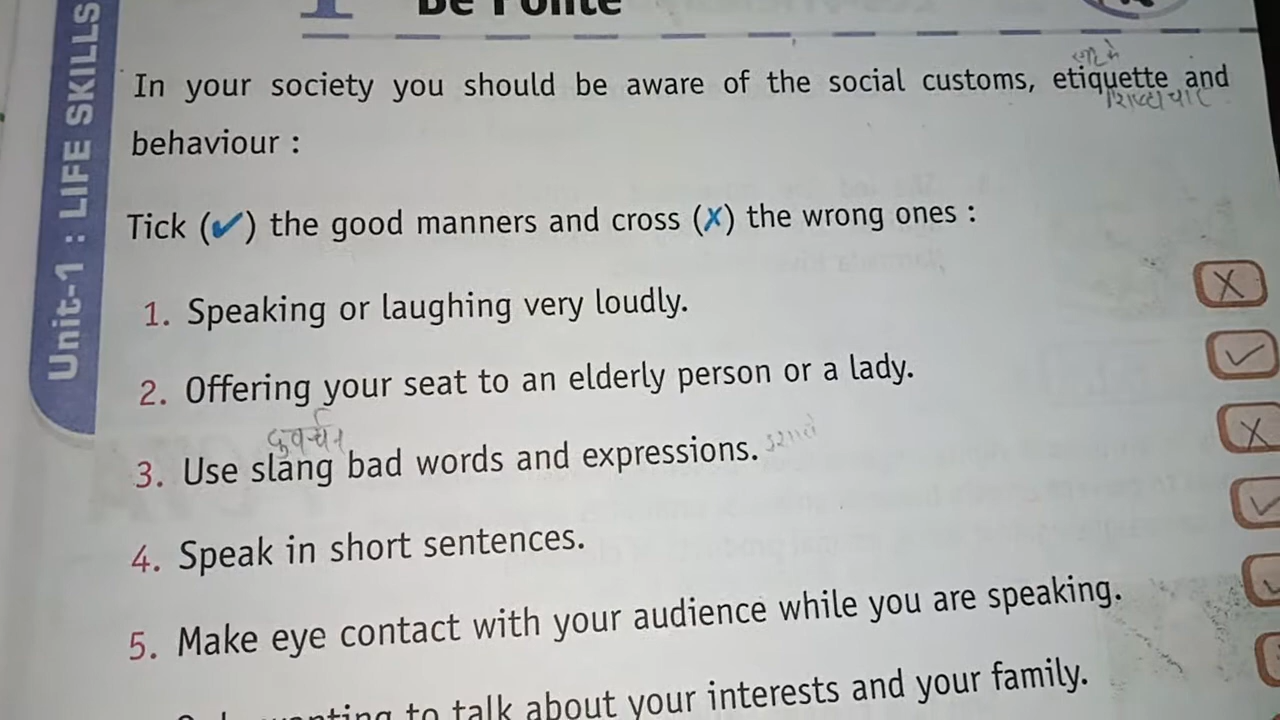 Unit-1 : LIFE SKILLS
1 Be Polite
In your society you should be aware of the social customs, etiquette and
शिष्टाचार
behaviour :
Tick (✔) the good manners and cross (✗) the wrong ones :
1. Speaking or laughing very loudly. X
2. Offering your seat to an elderly person or a lady. ✓
3. Use slang bad words and expressions. X
4. Speak in short sentences. ✓
5. Make eye contact with your audience while you are speaking. ✓
wanting to talk about your interests and your family.